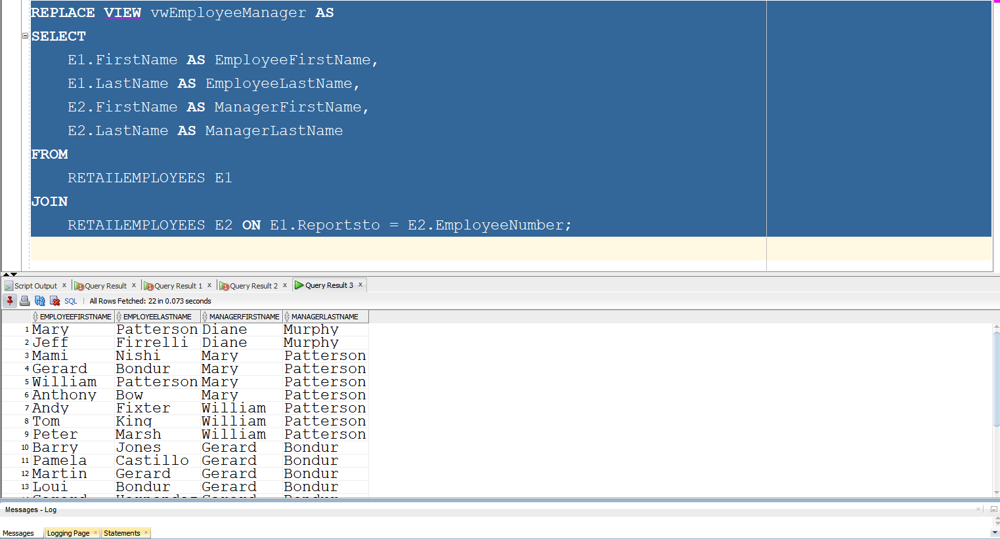 REPLACE VIEW vwEmployeeManager AS
SELECT
E1.FirstName AS EmployeeFirstName,
E1.LastName AS EmployeeLastName,
E2.FirstName AS ManagerFirstName,
E2.LastName AS ManagerLastName
FROM
RETAILEMPLOYEES E1
JOIN
RETAILEMPLOYEES E2 ON E1.Reportsto = E2.EmployeeNumber;
Script Output x Query Result x Query Result 1 x Query Result 2 x Query Result 3 x
SQL All Rows Fetched: 22 in 0.073 seconds
EMPLOYEEFIRSTNAME EMPLOYEELASTNAME MANAGERFIRSTNAME MANAGERLASTNAME
1 Mary Patterson Diane Murphy
2 Jeff Firrelli Diane Murphy
3 Mami Nishi Mary Patterson
4 Gerard Bondur Mary Patterson
5 William Patterson Mary Patterson
6 Anthony Bow Mary Patterson
7 Andy Fixter William Patterson
8 Tom King William Patterson
9 Peter Marsh William Patterson
10 Barry Jones Gerard Bondur
11 Pamela Castillo Gerard Bondur
12 Martin Gerard Gerard Bondur
13 Loui Bondur Gerard Bondur
Messages - Log
Messages Logging Page x Statements x